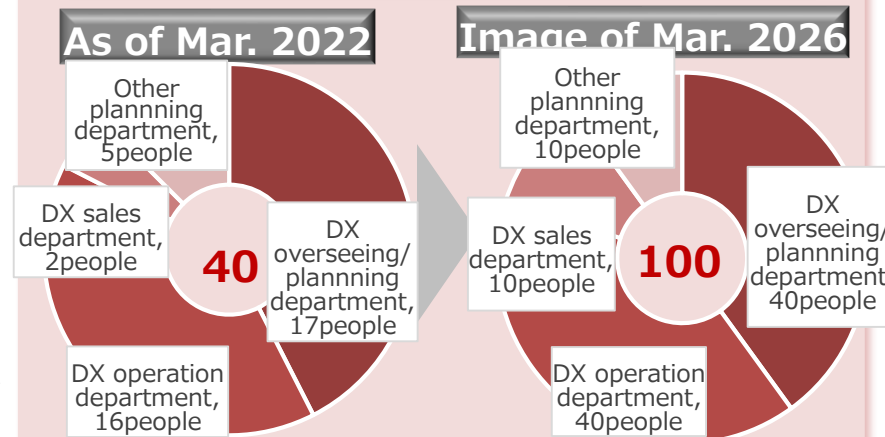 As of Mar. 2022
Other
plannning
department,
5people
DX sales
department,
2people
40
DX
overseeing/
plannning
department,
17people
DX operation
department,
16people
Image of Mar. 2026
Other
plannning
department,
10people
DX sales
department,
10people
100
DX
overseeing/
plannning
department,
40people
DX operation
department,
40people